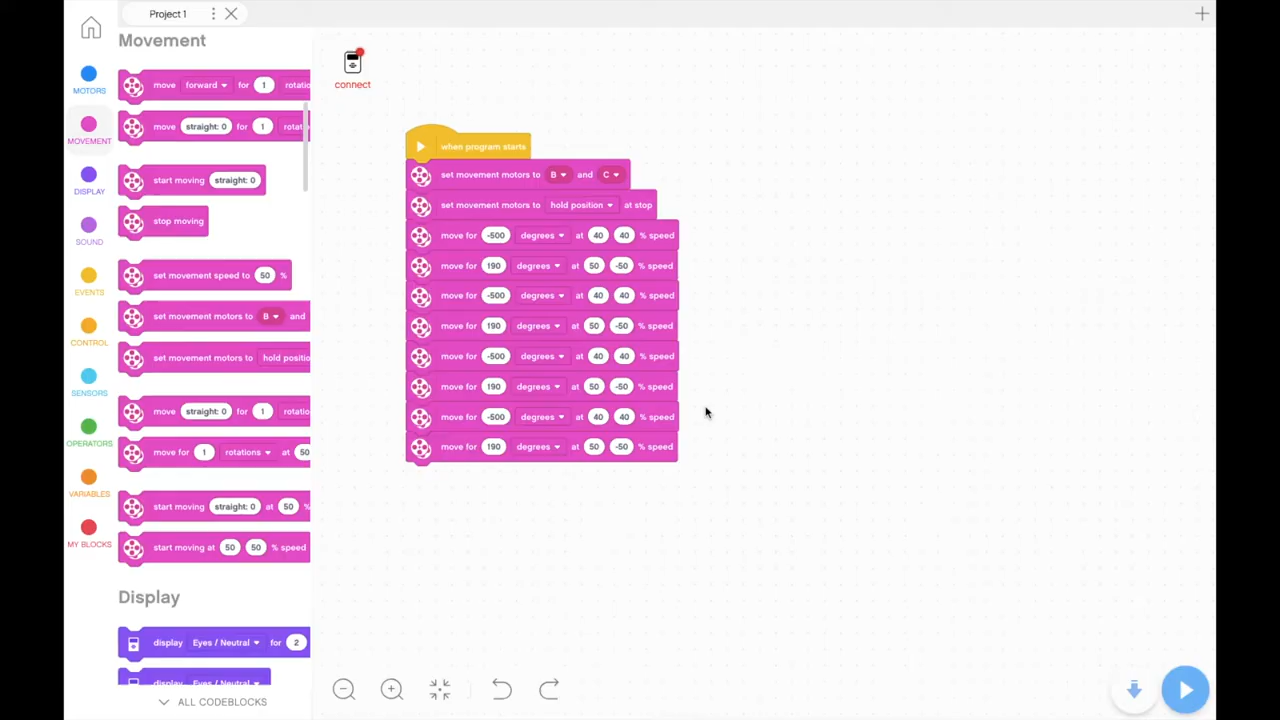 Project 1
Movement
MOTORS
MOVEMENT
DISPLAY
SOUND
EVENTS
CONTROL
SENSORS
OPERATORS
VARIABLES
MY BLOCKS
move forward for 1 rotatio
move straight: 0 for 1 rotat
start moving straight: 0
stop moving
set movement speed to 50 %
set movement motors to B and
set movement motors to hold positio
move straight: 0 for 1 rotatio
move for 1 rotations at 50
start moving straight: 0 at 50 %
start moving at 50 50 % speed
Display
display Eyes / Neutral for 2
display Eyes / Neutral
ALL CODEBLOCKS
connect
when program starts
set movement motors to B and C
set movement motors to hold position at stop
move for -500 degrees at 40 40 % speed
move for 190 degrees at 50 -50 % speed
move for -500 degrees at 40 40 % speed
move for 190 degrees at 50 -50 % speed
move for -500 degrees at 40 40 % speed
move for 190 degrees at 50 -50 % speed
move for -500 degrees at 40 40 % speed
move for 190 degrees at 50 -50 % speed